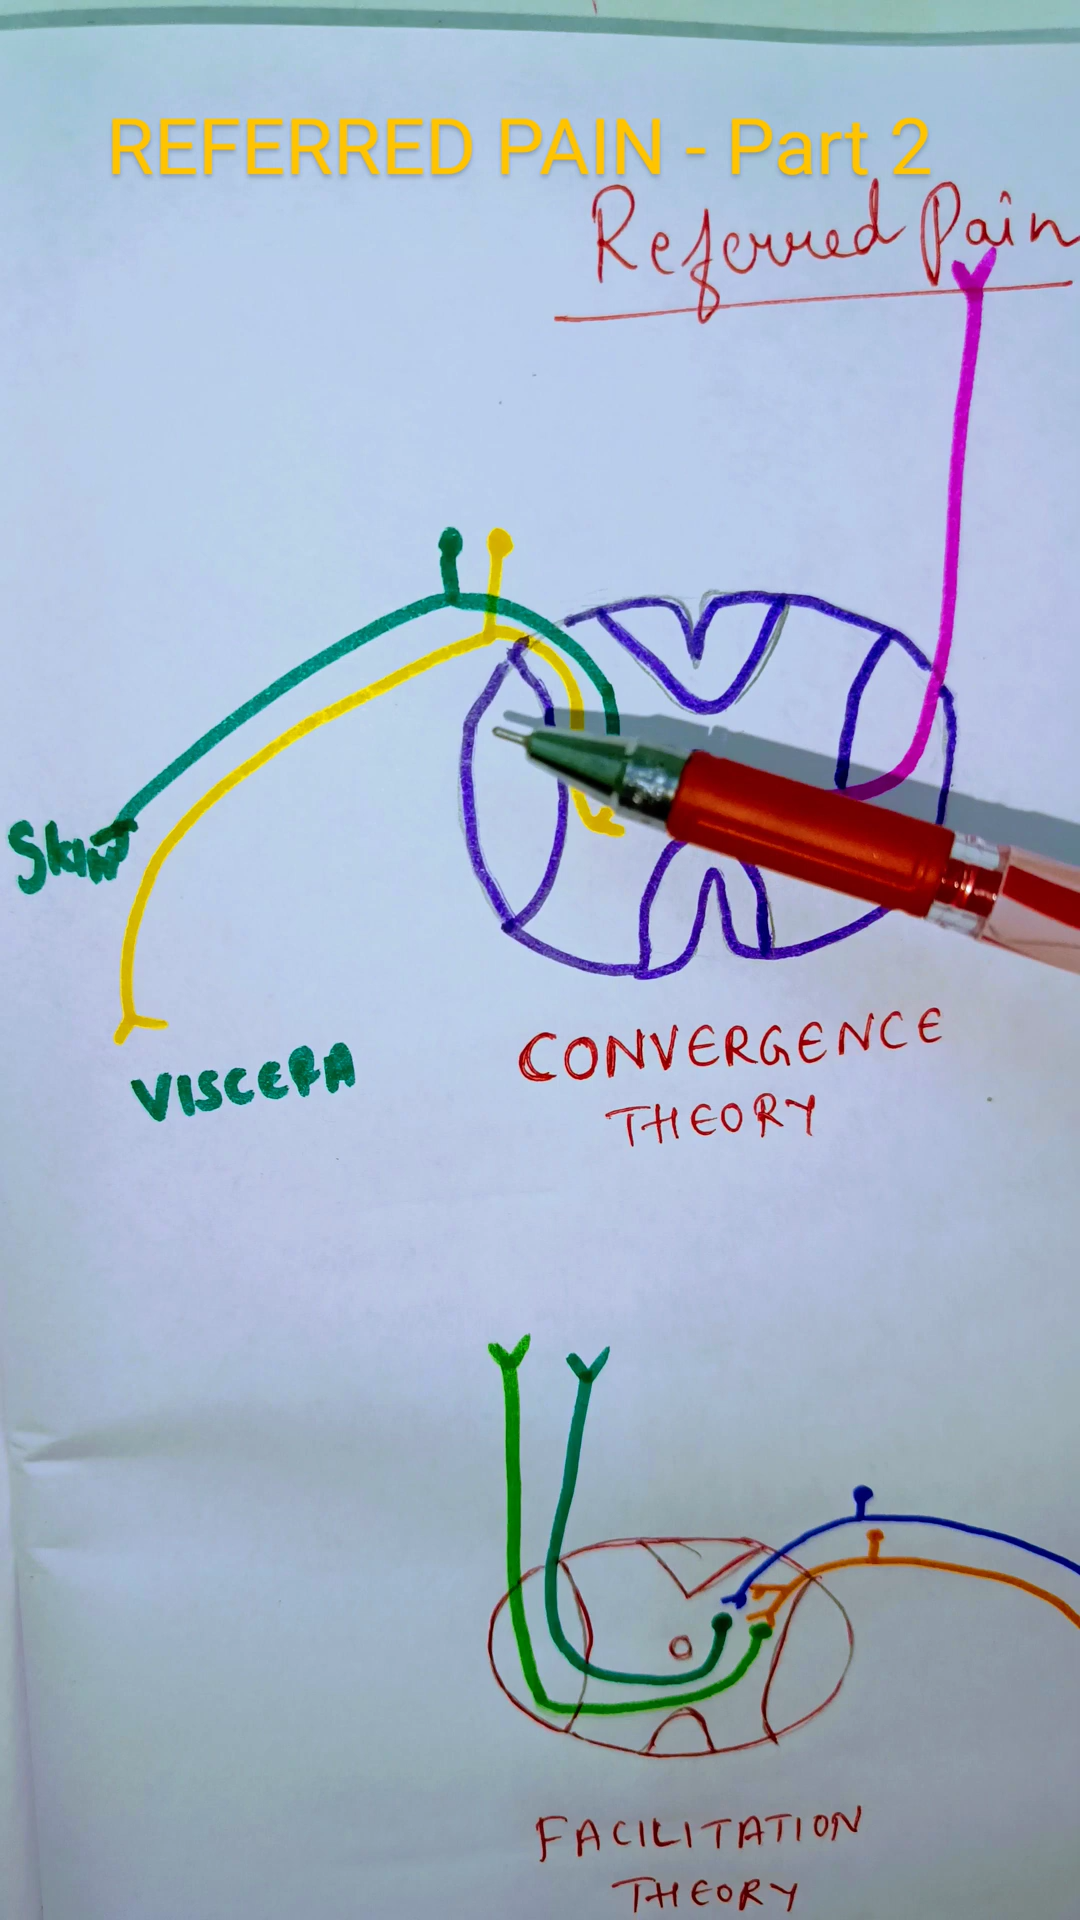 REFERRED PAIN - Part 2
Referred Pain
Skin
VISCERA
CONVERGENCE
THEORY
FACILITATION
THEORY